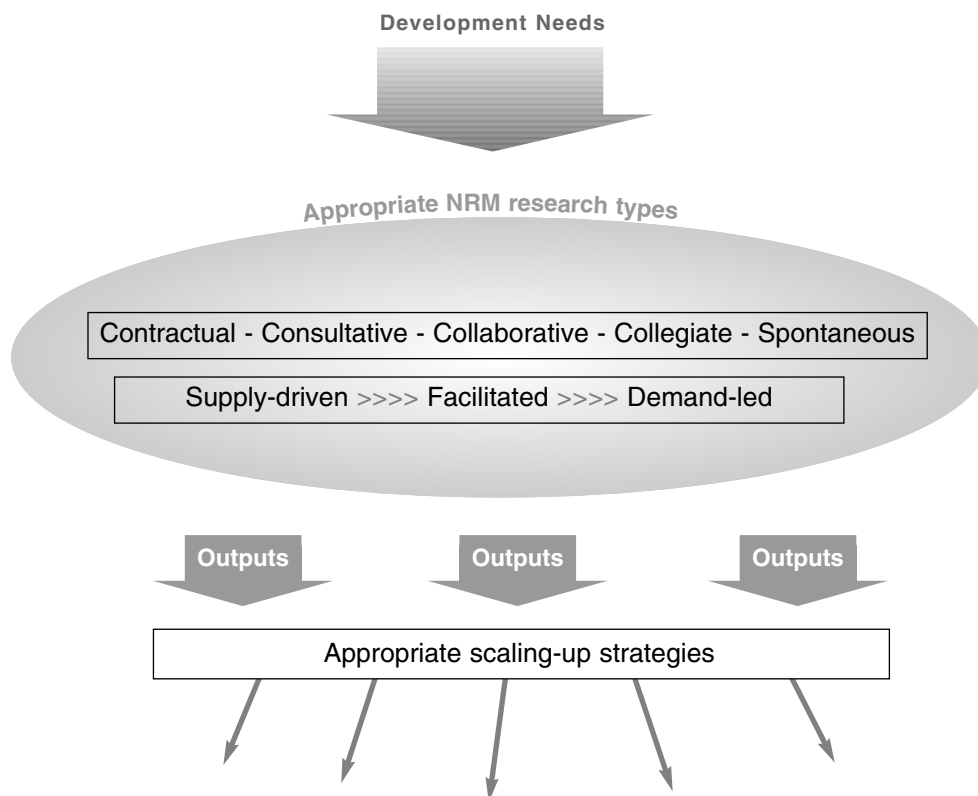 Development Needs
Appropriate NRM research types
Contractual - Consultative - Collaborative - Collegiate - Spontaneous
Supply-driven >>>> Facilitated >>>> Demand-led
Outputs Outputs Outputs
Appropriate scaling-up strategies